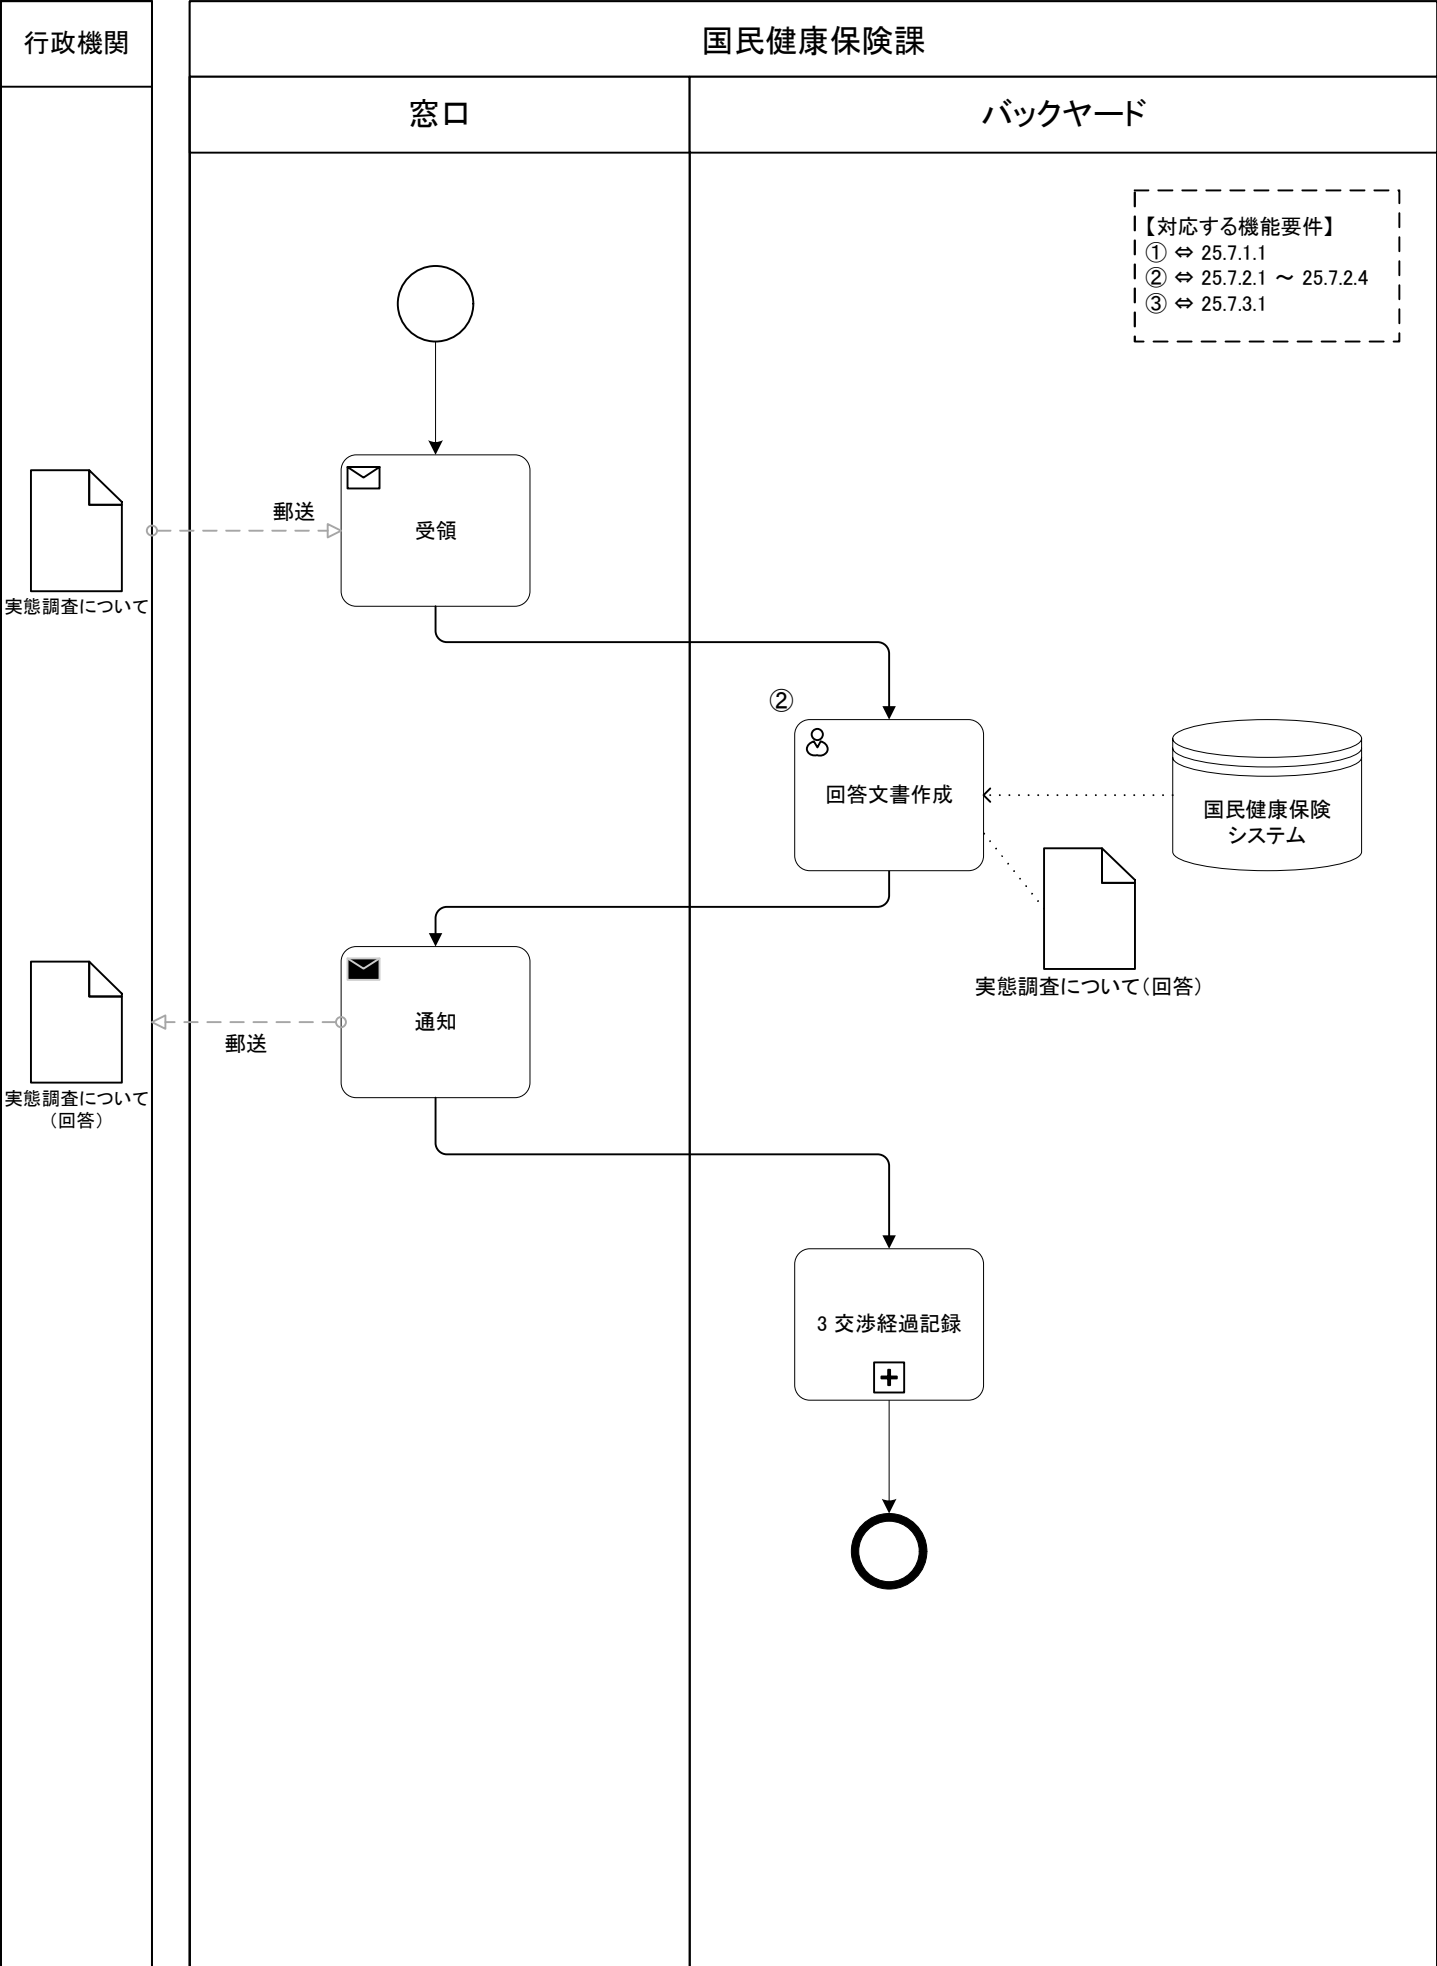 行政機関
国民健康保険課
窓口
バックヤード
【対応する機能要件】
① ⇔ 25.7.1.1
② ⇔ 25.7.2.1 ～ 25.7.2.4
③ ⇔ 25.7.3.1
郵送
受領
実態調査について
②
回答文書作成
国民健康保険
システム
実態調査について（回答）
通知
郵送
実態調査について
（回答）
3 交渉経過記録